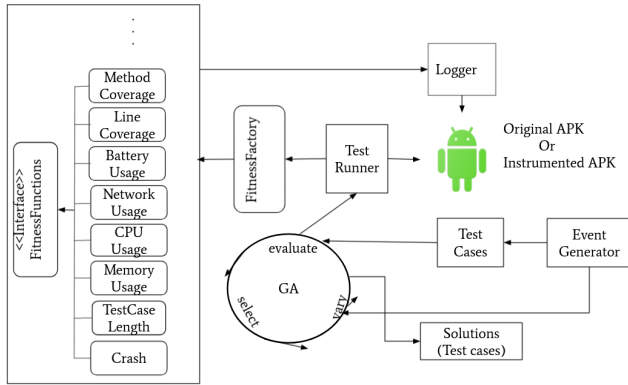 .
.
.
Method
Coverage
Line
Coverage
Battery
Usage
Network
Usage
CPU
Usage
Memory
Usage
TestCase
Length
Crash
<<Interface>>
FitnessFunctions
FitnessFactory
Test
Runner
Logger
Original APK
Or
Instrumented APK
evaluate
GA
select
vary
Test
Cases
Event
Generator
Solutions
(Test cases)